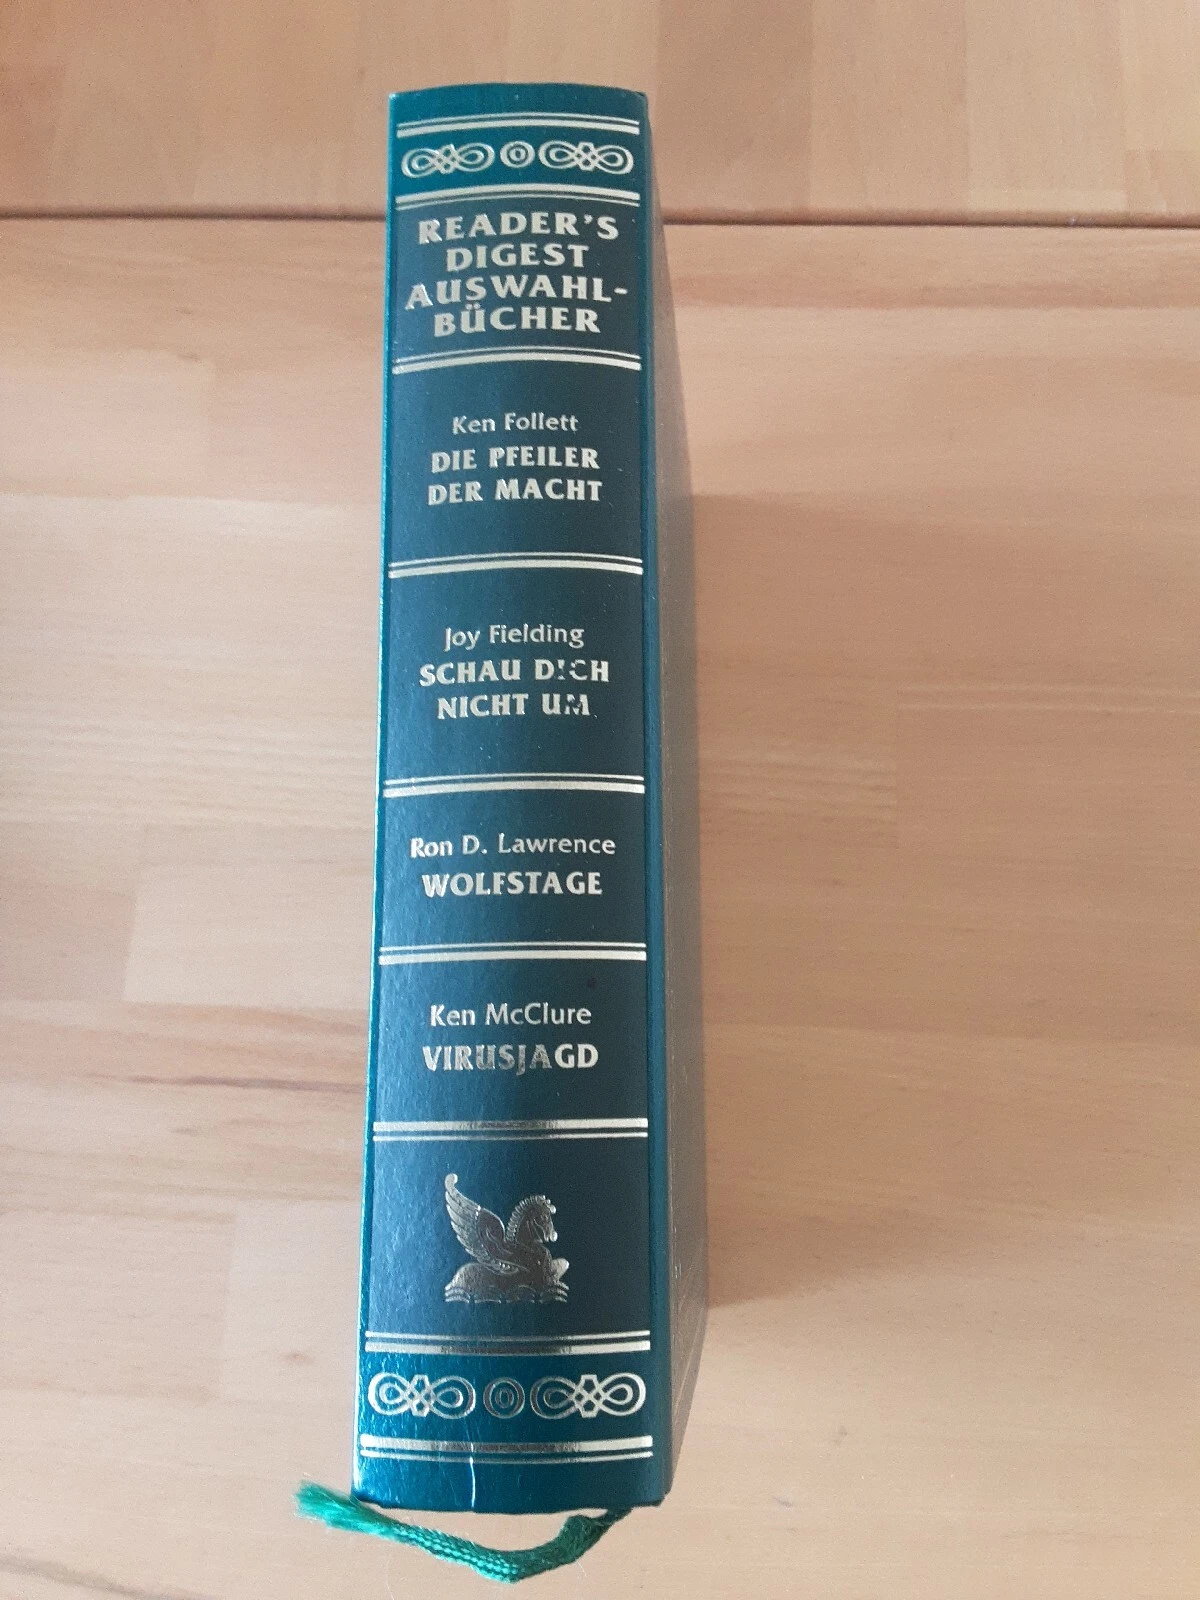 READER'S
DIGEST
AUSWAHL-
BÜCHER
Ken Follett
DIE PFEILER
DER MACHT
Joy Fielding
SCHAU DICH
NICHT UM
Ron D. Lawrence
WOLFSTAGE
Ken McClure
VIRUSJAGD